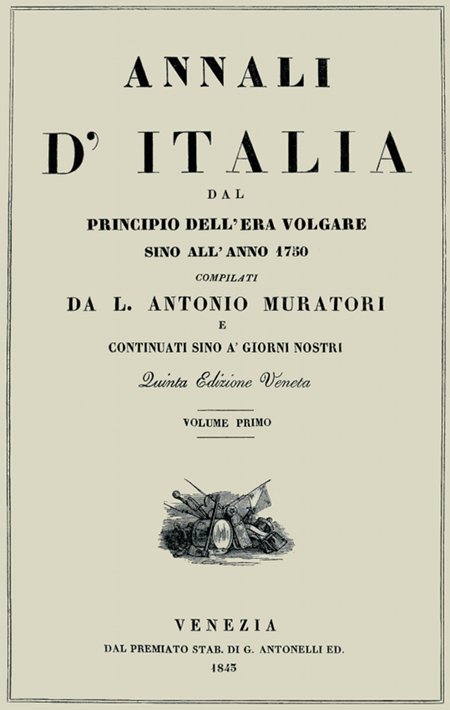 ANNALI
D' ITALIA
DAL
PRINCIPIO DELL'ERA VOLGARE
SINO ALL'ANNO 1750
COMPILATI
DA L. ANTONIO MURATORI
E
CONTINUATI SINO A' GIORNI NOSTRI
Quinta Edizione Veneta
VOLUME PRIMO
VENEZIA
DAL PREMIATO STAB. DI G. ANTONELLI ED.
1843